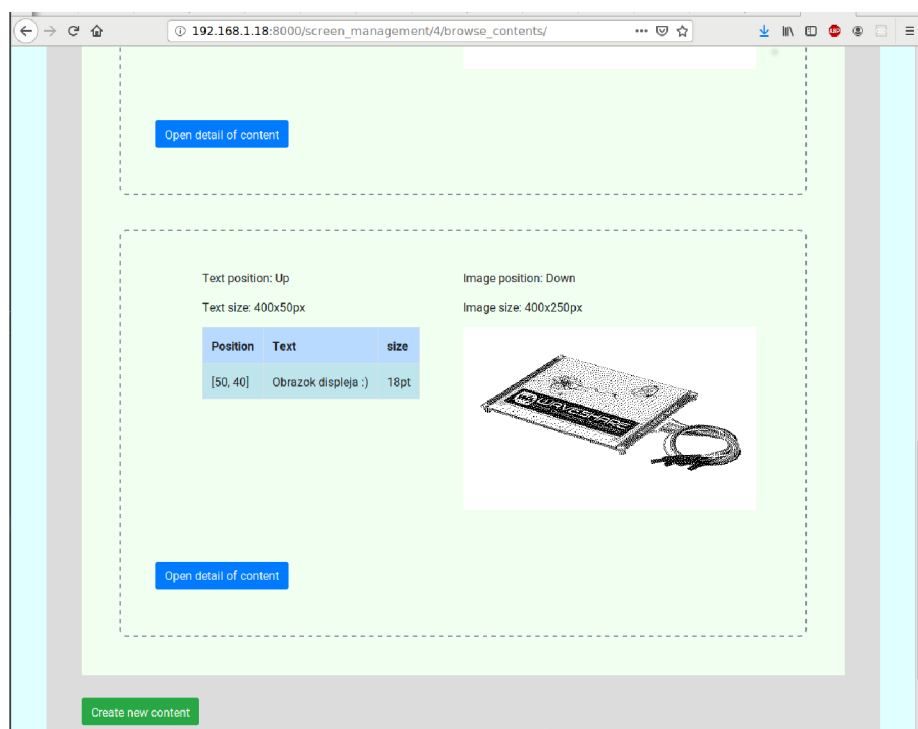 192.168.1.18:8000/screen_management/4/browse_contents/
Open detail of content
Text position: Up
Image position: Down
Text size: 400x50px
Image size: 400x250px
Position Text size
[50, 40] Obrazok displeja :) 18pt
WAVESHARE
Open detail of content
Create new content